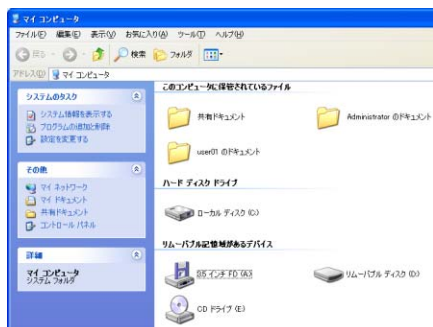 マイ コンピュータ
ファイル(F) 編集(E) 表示(V) お気に入り(A) ツール(T) ヘルプ(H)
戻る 検索 フォルダ
アドレス(D) マイ コンピュータ
システムのタスク
システム情報を表示する
プログラムの追加と削除
設定を変更する
その他
マイ ネットワーク
マイ ドキュメント
共有ドキュメント
コントロール パネル
詳細
マイ コンピュータ
システム フォルダ
このコンピュータに保管されているファイル
共有ドキュメント
Administrator のドキュメント
user01 のドキュメント
ハード ディスク ドライブ
ローカル ディスク (C:)
リムーバブル記憶域があるデバイス
3.5 インチ FD (A:)
リムーバブル ディスク (D:)
CD ドライブ (E:)